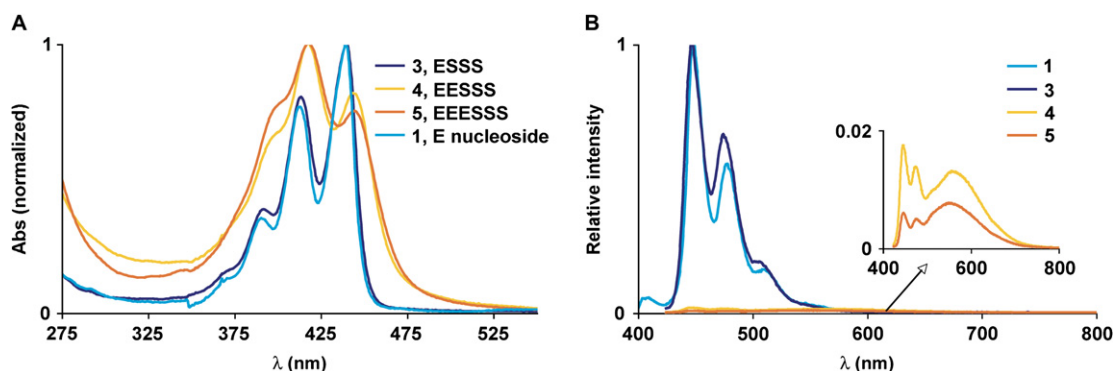 A
1
Abs (normalized)
0
3, ESSS
4, EESSS
5, EEESSS
1, E nucleoside
275 325 375 425 475 525
λ (nm)
B
1
Relative intensity
0
1
3
4
5
0.02
0
400 600 800
400 500 600 700 800
λ (nm)